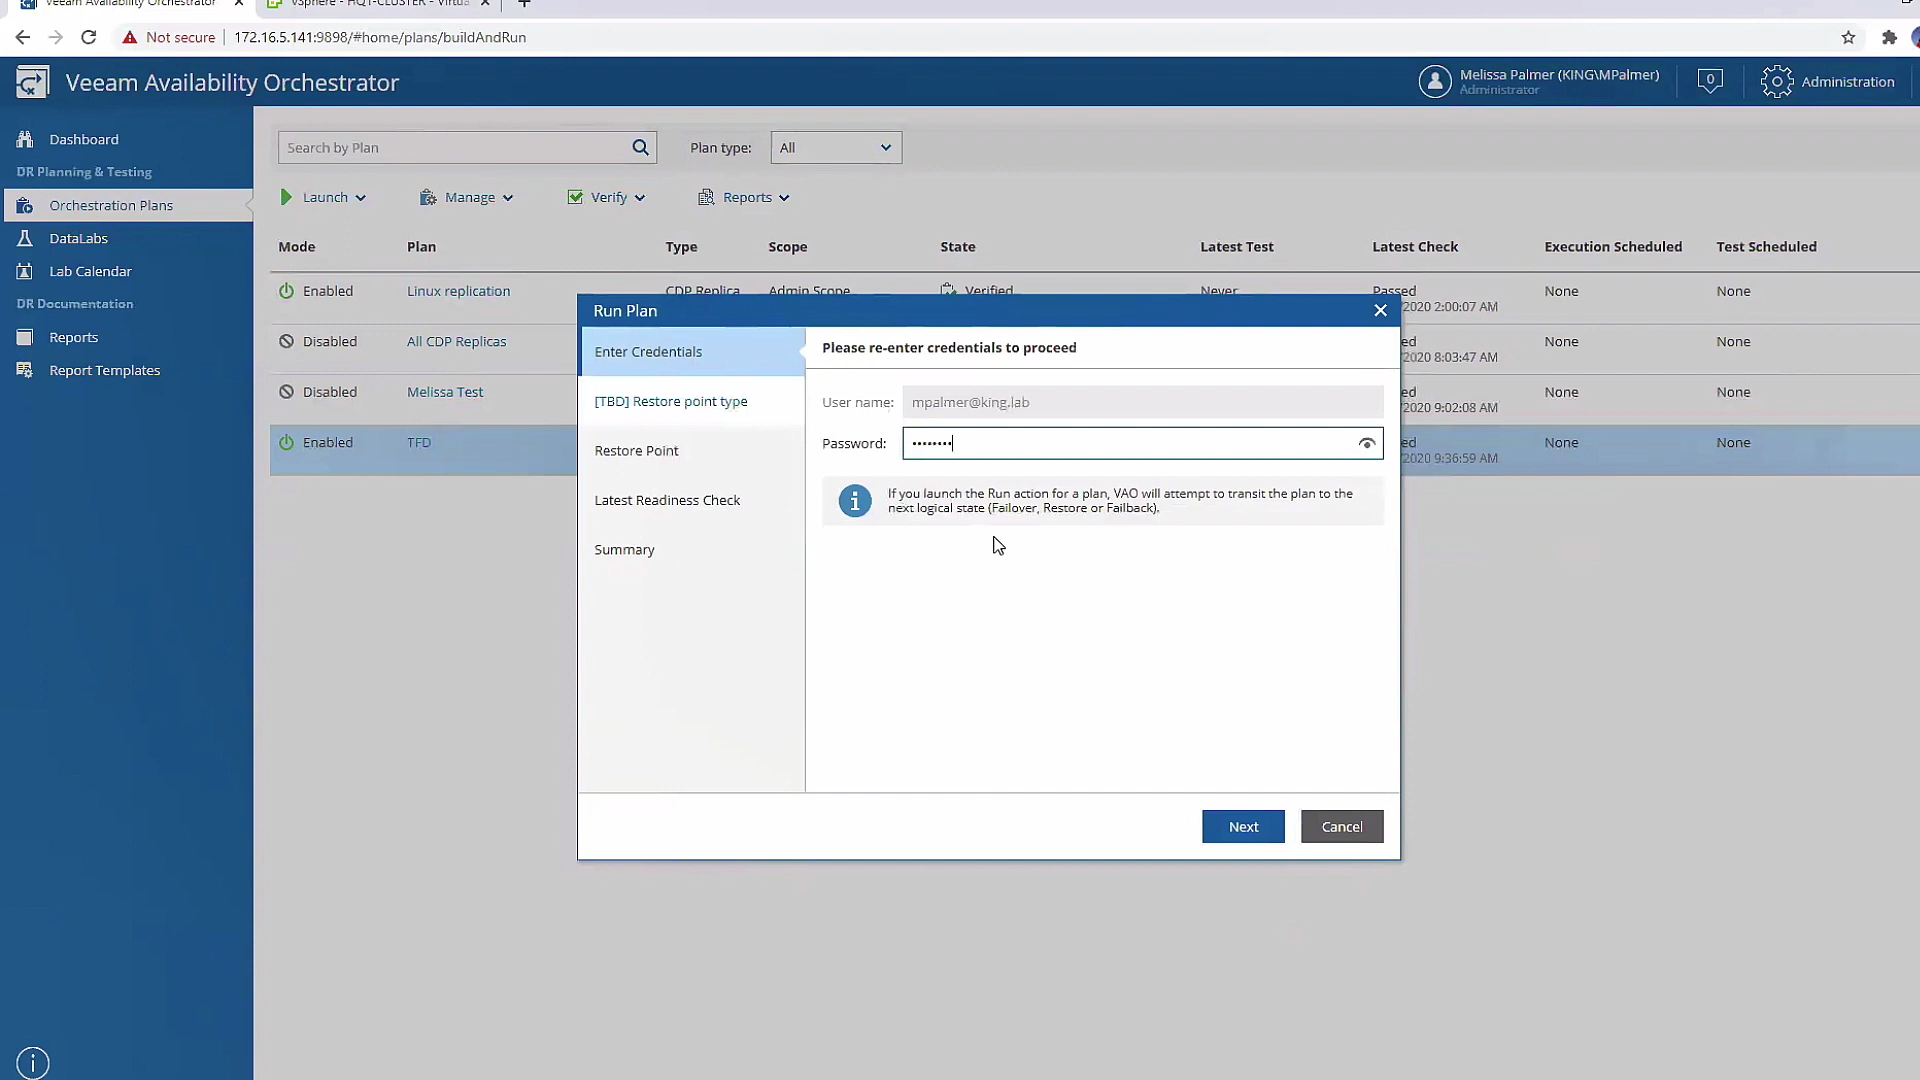 Veeam Availability Orchestrator
vSphere - HQ1-CLUSTER - Virtua
Not secure
172.16.5.141:9898/#home/plans/buildAndRun
Veeam Availability Orchestrator
Melissa Palmer (KING\MPalmer)
Administrator
0
Administration
Dashboard
DR Planning & Testing
Orchestration Plans
DataLabs
Lab Calendar
DR Documentation
Reports
Report Templates
Search by Plan
Plan type:
All
Launch
Manage
Verify
Reports
Mode Plan Type Scope State Latest Test Latest Check Execution Scheduled Test Scheduled
Enabled Linux replication CDP Replica Admin Scope Verified Never Passed None None
/2020 2:00:07 AM
Disabled All CDP Replicas ed None None
/2020 8:03:47 AM
Disabled Melissa Test ed None None
/2020 9:02:08 AM
Enabled TFD ed None None
/2020 9:36:59 AM
Run Plan
Enter Credentials
[TBD] Restore point type
Restore Point
Latest Readiness Check
Summary
Please re-enter credentials to proceed
User name: mpalmer@king.lab
Password: ••••••••
If you launch the Run action for a plan, VAO will attempt to transit the plan to the
next logical state (Failover, Restore or Failback).
Next
Cancel